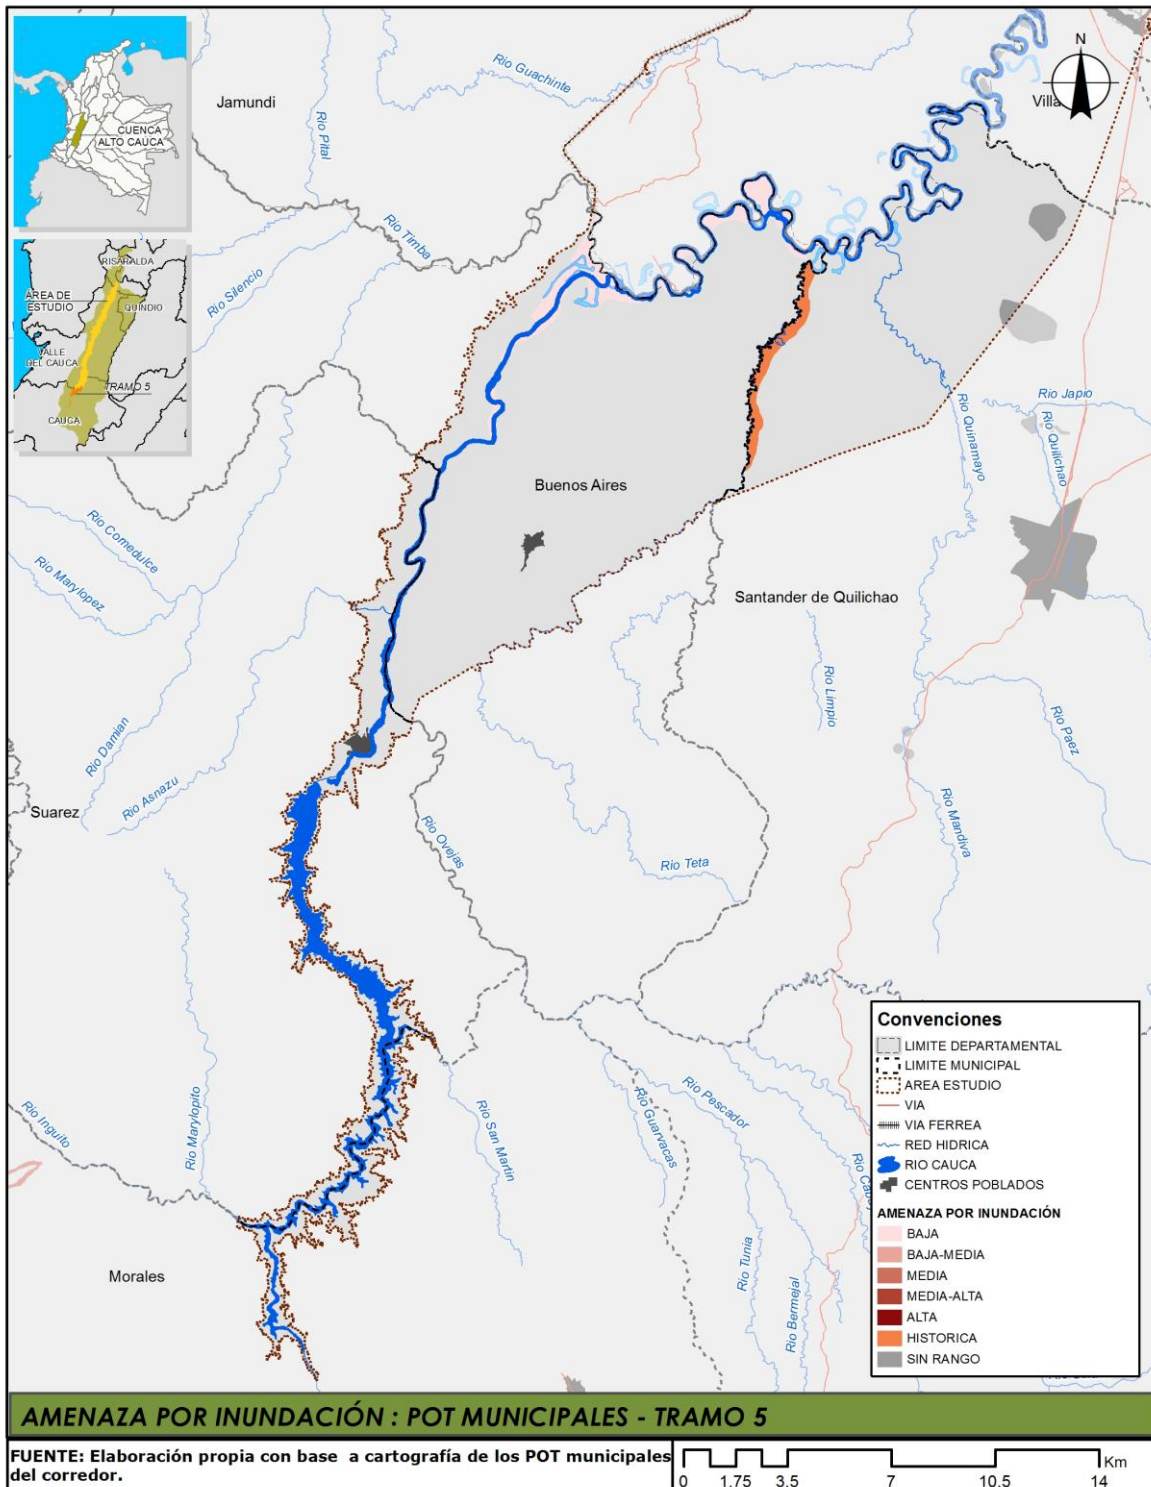 CUENCA
ALTO CAUCA
RISARALDA
AREA DE
ESTUDIO
QUINDIO
VALLE
DEL CAUCA
TRAMO 5
CAUCA
N
Jamundi
Rio Pital
Rio Guachinte
Rio Timba
Rio Silencio
Rio Quinamayo
Rio Japio
Rio Quilichao
Buenos Aires
Rio Comedulce
Rio Marylopez
Santander de Quilichao
Rio Limpio
Rio Paez
Rio Damian
Rio Asnazu
Suarez
Rio Ovejas
Rio Teta
Rio Mandiva
Rio Marylopito
Rio Inguito
Rio San Martin
Rio Guarvacas
Rio Pescador
Rio Tunia
Rio Bermejal
Morales
Convenciones
LIMITE DEPARTAMENTAL
LIMITE MUNICIPAL
AREA ESTUDIO
VIA
VIA FERREA
RED HIDRICA
RIO CAUCA
CENTROS POBLADOS
AMENAZA POR INUNDACIÓN
BAJA
BAJA-MEDIA
MEDIA
MEDIA-ALTA
ALTA
HISTORICA
SIN RANGO
AMENAZA POR INUNDACIÓN : POT MUNICIPALES - TRAMO 5
FUENTE: Elaboración propia con base a cartografía de los POT municipales
del corredor.
0 1.75 3.5 7 10.5 14 Km